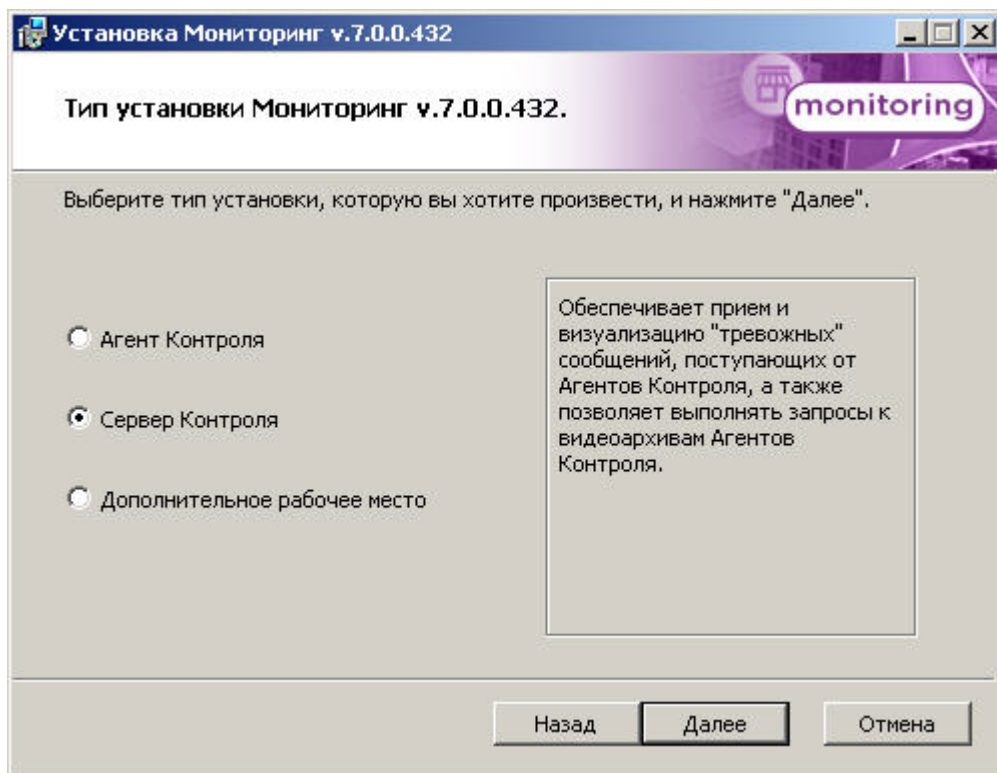 Установка Мониторинг v.7.0.0.432
Тип установки Мониторинг v.7.0.0.432.
monitoring
Выберите тип установки, которую вы хотите произвести, и нажмите "Далее".
Агент Контроля
Сервер Контроля
Дополнительное рабочее место
Обеспечивает прием и
визуализацию "тревожных"
сообщений, поступающих от
Агентов Контроля, а также
позволяет выполнять запросы к
видеоархивам Агентов
Контроля.
Назад
Далее
Отмена